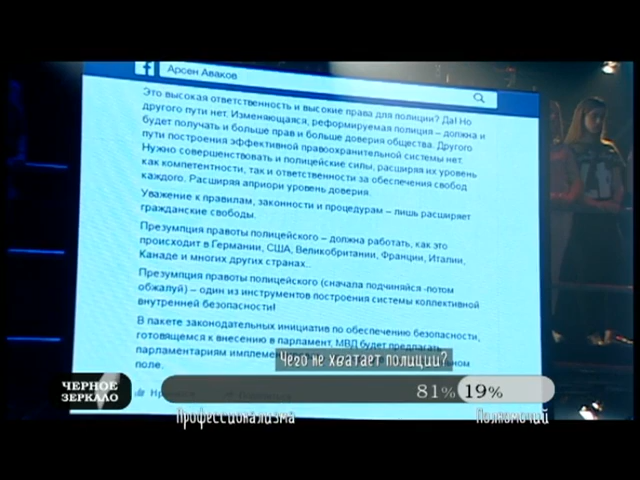 Арсен Аваков
Это высокая ответственность и высокие права для полиции? Да! Но
другого пути нет. Изменяющаяся, реформируемая полиция – должна и
будет получать и больше прав и больше доверия общества. Другого
пути построения эффективной правоохранительной системы нет.
Нужно совершенствовать и полицейские силы, расширяя их уровень
как компетентности, так и ответственности за обеспечения свобод
каждого. Расширяя априори уровень доверия.
Уважение к правилам, законности и процедурам – лишь расширяет
гражданские свободы.
Презумпция правоты полицейского – должна работать, как это
происходит в Германии, США, Великобритании, Франции, Италии,
Канаде и многих других странах..
Презумпция правоты полицейского (сначала подчиняйся -потом
обжалуй) – один из инструментов построения системы коллективной
внутренней безопасности!
В пакете законодательных инициатив по обеспечению безопасности,
готовящемся к внесению в парламент, МВД будет предлагать
парламентариям
поле.
Чего не хватает полиции?
ЧЕРНОЕ
ЗЕРКАЛО
81% 19%
Профессионализма Полномочий